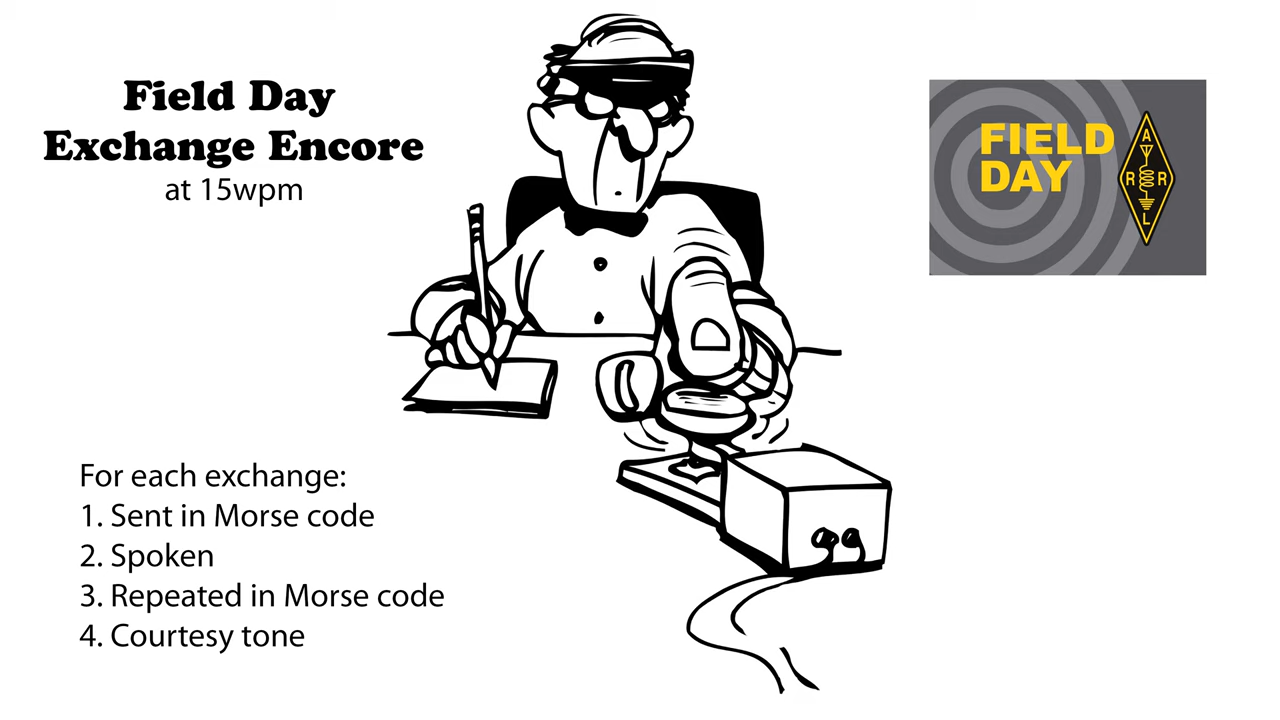 Field Day
Exchange Encore
at 15wpm
FIELD
DAY
A
R R
L
For each exchange:
1. Sent in Morse code
2. Spoken
3. Repeated in Morse code
4. Courtesy tone